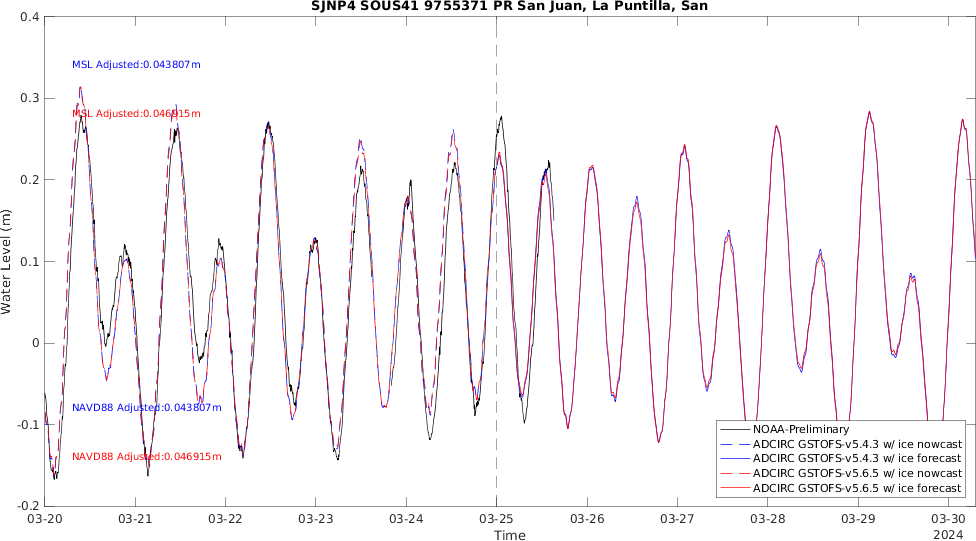 SJNP4 SOUS41 9755371 PR San Juan, La Puntilla, San
0.4
0.3
0.2
0.1
0
-0.1
-0.2
Water Level (m)
MSL Adjusted:0.043807m
MSL Adjusted:0.046915m
NAVD88 Adjusted:0.043807m
NAVD88 Adjusted:0.046915m
NOAA-Preliminary
ADCIRC GSTOFS-v5.4.3 w/ ice nowcast
ADCIRC GSTOFS-v5.4.3 w/ ice forecast
ADCIRC GSTOFS-v5.6.5 w/ ice nowcast
ADCIRC GSTOFS-v5.6.5 w/ ice forecast
03-20 03-21 03-22 03-23 03-24 03-25 03-26 03-27 03-28 03-29 03-30
Time
2024